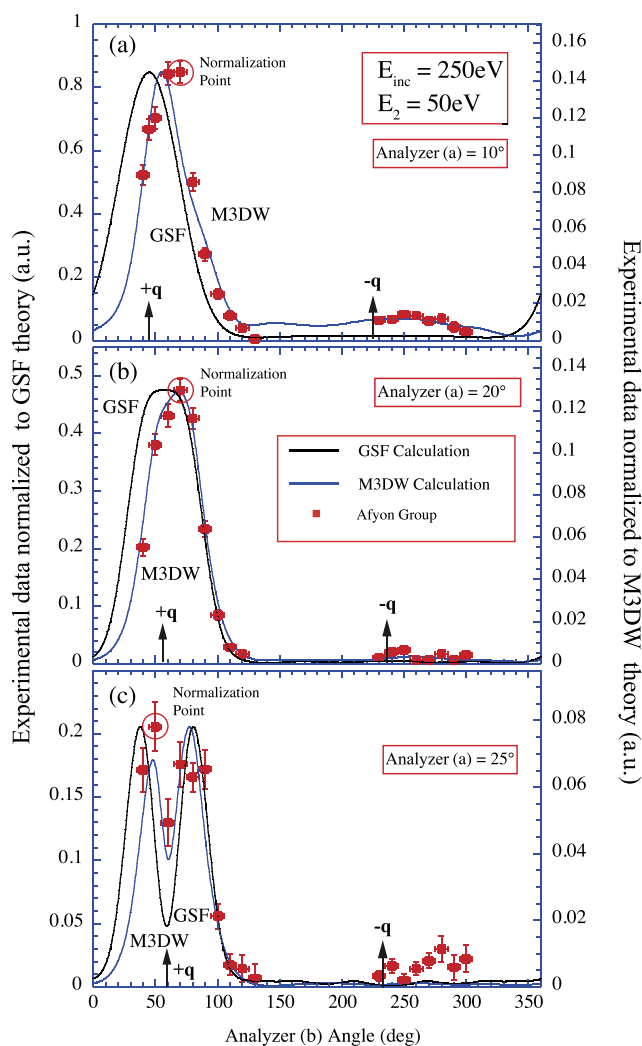 (a)
Normalization
Point
E_inc = 250eV
E_2 = 50eV
Analyzer (a) = 10°
M3DW
GSF
+q
-q
1
0.8
0.6
0.4
0.2
0
0.16
0.14
0.12
0.1
0.08
0.06
0.04
0.02
0
(b)
GSF
Normalization
Point
Analyzer (a) = 20°
GSF Calculation
M3DW Calculation
Afyon Group
M3DW
+q
-q
0.5
0.4
0.3
0.2
0.1
0
0.14
0.12
0.1
0.08
0.06
0.04
0.02
0
(c)
Normalization
Point
Analyzer (a) = 25°
GSF
M3DW
+q
-q
0.2
0.15
0.1
0.05
0
0.08
0.06
0.04
0.02
0
0 50 100 150 200 250 300 350
Analyzer (b) Angle (deg)
Experimental data normalized to GSF theory (a.u.)
Experimental data normalized to M3DW theory (a.u.)